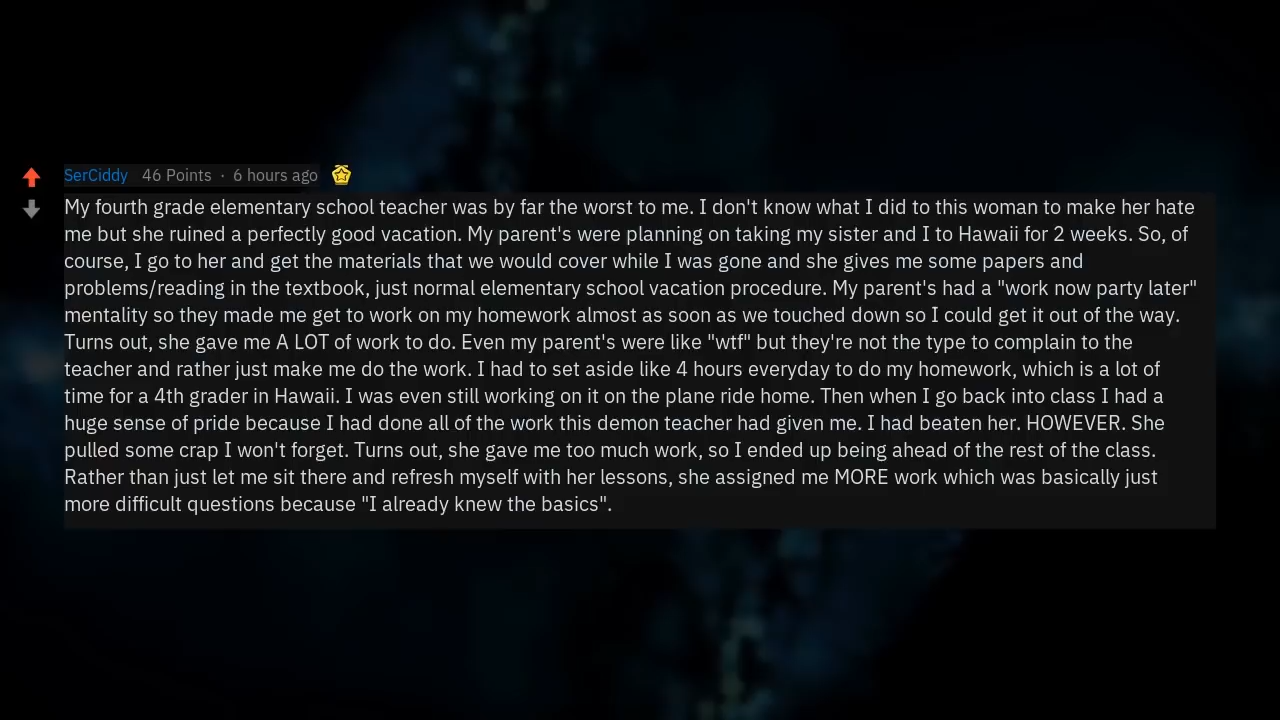 SerCiddy 46 Points · 6 hours ago
My fourth grade elementary school teacher was by far the worst to me. I don't know what I did to this woman to make her hate
me but she ruined a perfectly good vacation. My parent's were planning on taking my sister and I to Hawaii for 2 weeks. So, of
course, I go to her and get the materials that we would cover while I was gone and she gives me some papers and
problems/reading in the textbook, just normal elementary school vacation procedure. My parent's had a "work now party later"
mentality so they made me get to work on my homework almost as soon as we touched down so I could get it out of the way.
Turns out, she gave me A LOT of work to do. Even my parent's were like "wtf" but they're not the type to complain to the
teacher and rather just make me do the work. I had to set aside like 4 hours everyday to do my homework, which is a lot of
time for a 4th grader in Hawaii. I was even still working on it on the plane ride home. Then when I go back into class I had a
huge sense of pride because I had done all of the work this demon teacher had given me. I had beaten her. HOWEVER. She
pulled some crap I won't forget. Turns out, she gave me too much work, so I ended up being ahead of the rest of the class.
Rather than just let me sit there and refresh myself with her lessons, she assigned me MORE work which was basically just
more difficult questions because "I already knew the basics".